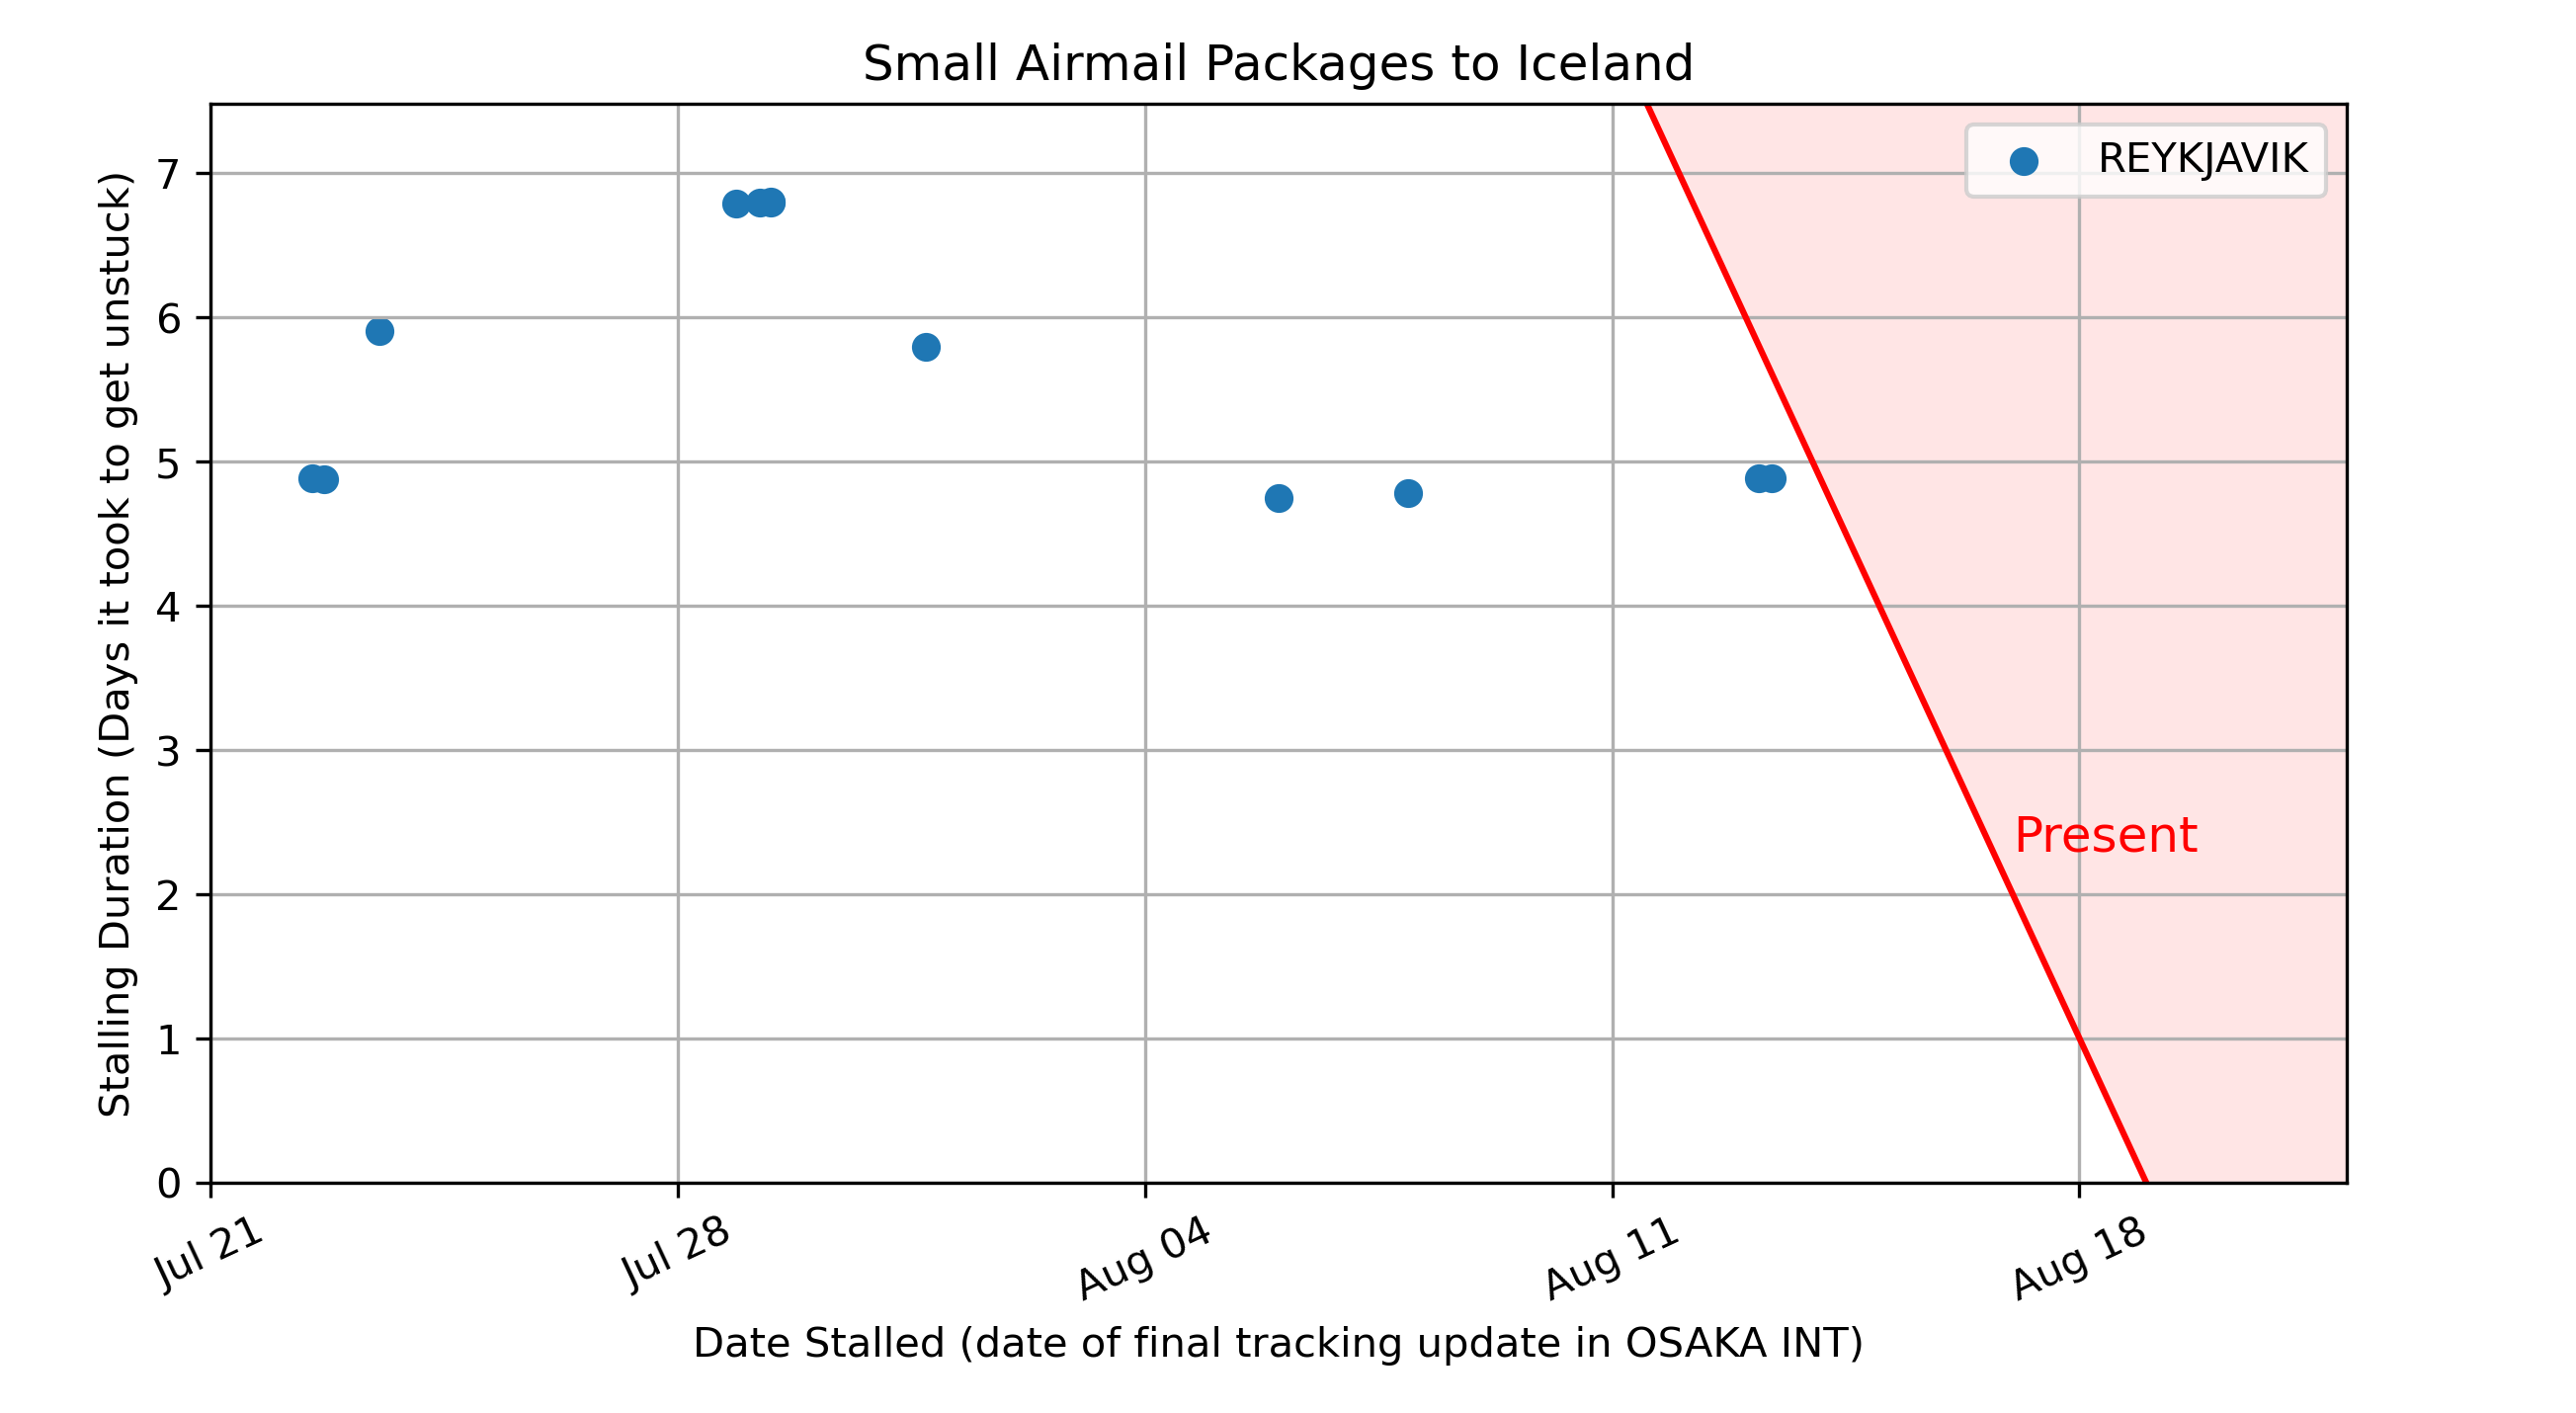 Small Airmail Packages to Iceland
REYKJAVIK
Stalling Duration (Days it took to get unstuck)
7
6
5
4
3
2
1
0
Present
Jul 21
Jul 28
Aug 04
Aug 11
Aug 18
Date Stalled (date of final tracking update in OSAKA INT)